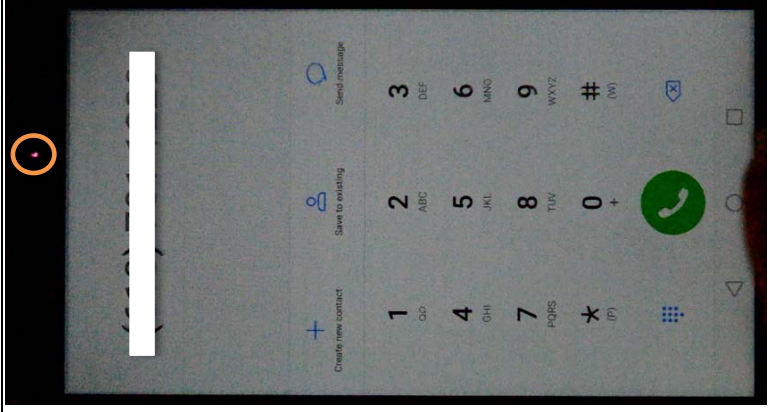 Create new contact
Save to existing
Send message
1
2
3
ABC
DEF
4
5
6
GHI
JKL
MNO
7
8
9
PQRS
TUV
WXYZ
*
0
#
(P)
+
(W)